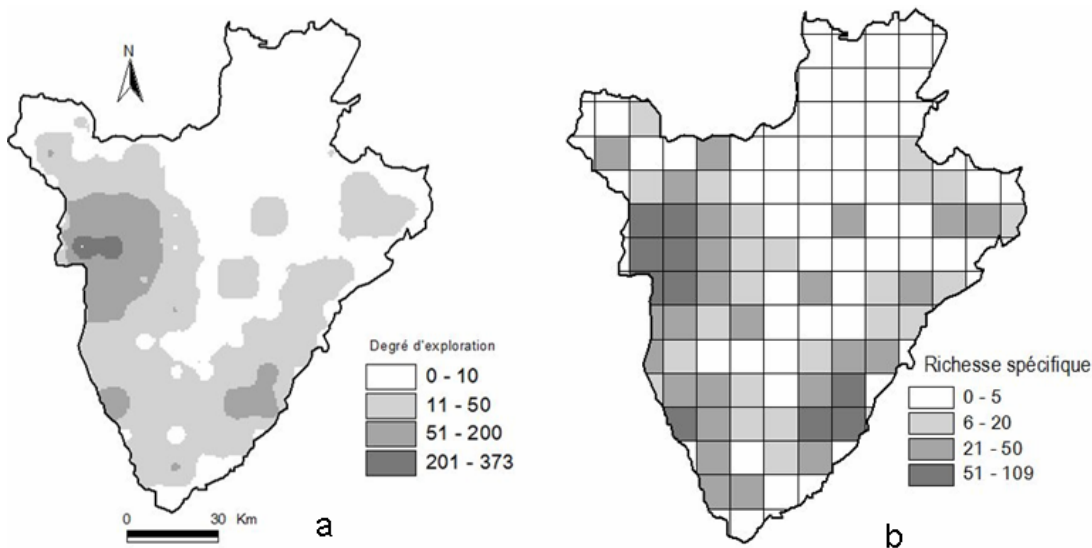 N
Degré d'exploration
0 - 10
11 - 50
51 - 200
201 - 373
0 30 Km
a
Richesse spécifique
0 - 5
6 - 20
21 - 50
51 - 109
b